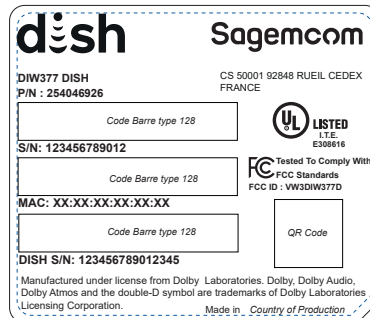 dish
Sagemcom
DIW377 DISH
P/N : 254046926
CS 50001 92848 RUEIL CEDEX
FRANCE
Code Barre type 128
UL LISTED
I.T.E.
E308616
S/N: 123456789012
Code Barre type 128
FC Tested To Comply With
FCC Standards
FCC ID : VW3DIW377D
MAC: XX:XX:XX:XX:XX:XX
Code Barre type 128
QR Code
DISH S/N: 123456789012345
Manufactured under license from Dolby Laboratories. Dolby, Dolby Audio,
Dolby Atmos and the double-D symbol are trademarks of Dolby Laboratories
Licensing Corporation.
Made in Country of Production